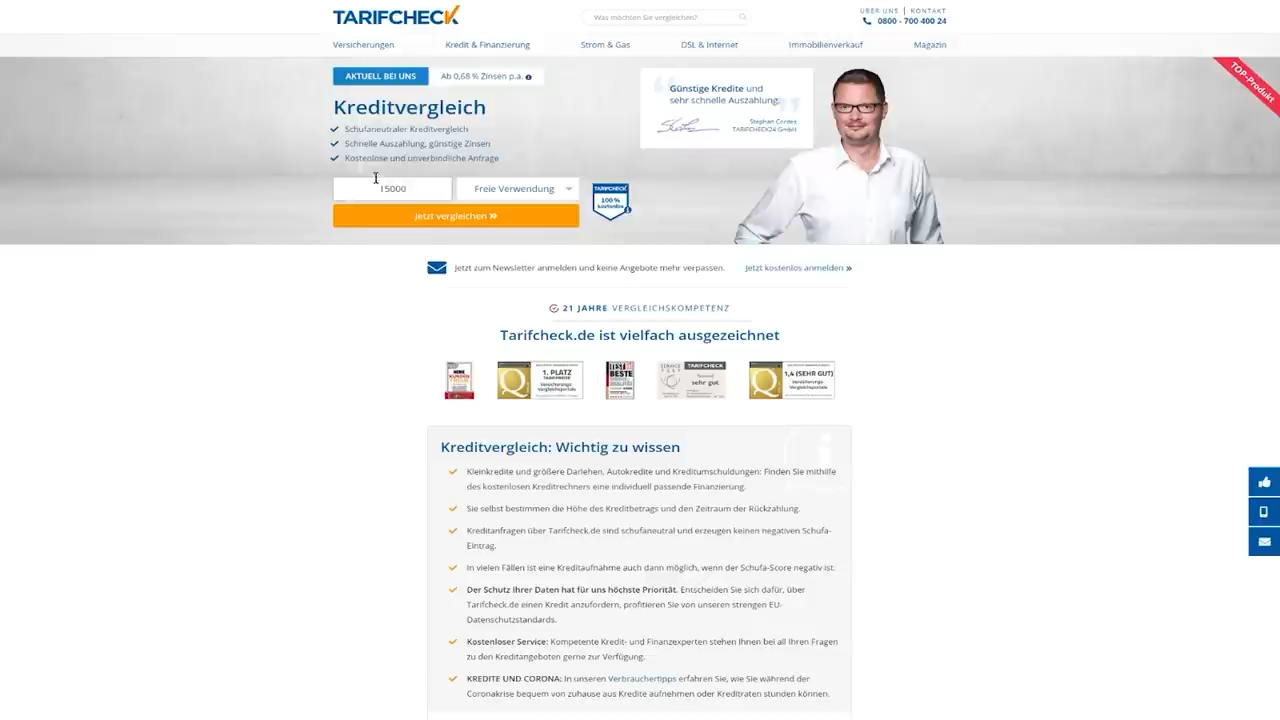 TARIFCHECK
Was möchten Sie vergleichen?
ÜBER UNS | KONTAKT
0800 - 700 400 24
Versicherungen
Kredit & Finanzierung
Strom & Gas
DSL & Internet
Immobilienverkauf
Magazin
TOP-Produkt
AKTUELL BEI UNS
Ab 0,68 % Zinsen p.a.
Günstige Kredite und
sehr schnelle Auszahlung.
Stephan Cordes
TARIFCHECK24 GmbH
Kreditvergleich
Schufaneutraler Kreditvergleich
Schnelle Auszahlung, günstige Zinsen
Kostenlose und unverbindliche Anfrage
15000
Freie Verwendung
TARIFCHECK
100 %
kostenlos
Jetzt vergleichen »
Jetzt zum Newsletter anmelden und keine Angebote mehr verpassen.
Jetzt kostenlos anmelden »
21 JAHRE VERGLEICHSKOMPETENZ
Tarifcheck.de ist vielfach ausgezeichnet
1. PLATZ
BESTE
TARIFCHECK
sehr gut
1,4 (SEHR GUT)
Kreditvergleich: Wichtig zu wissen
Kleinkredite und größere Darlehen, Autokredite und Kreditumschuldungen: Finden Sie mithilfe
des kostenlosen Kreditrechners eine individuell passende Finanzierung.
Sie selbst bestimmen die Höhe des Kreditbetrags und den Zeitraum der Rückzahlung.
Kreditanfragen über Tarifcheck.de sind schufaneutral und erzeugen keinen negativen Schufa-
Eintrag.
In vielen Fällen ist eine Kreditaufnahme auch dann möglich, wenn der Schufa-Score negativ ist.
Der Schutz Ihrer Daten hat für uns höchste Priorität. Entscheiden Sie sich dafür, über
Tarifcheck.de einen Kredit anzufordern, profitieren Sie von unseren strengen EU-
Datenschutzstandards.
Kostenloser Service: Kompetente Kredit- und Finanzexperten stehen Ihnen bei all Ihren Fragen
zu den Kreditangeboten gerne zur Verfügung.
KREDITE UND CORONA: In unseren Verbrauchertipps erfahren Sie, wie Sie während der
Coronakrise bequem von zuhause aus Kredite aufnehmen oder Kreditraten stunden können.